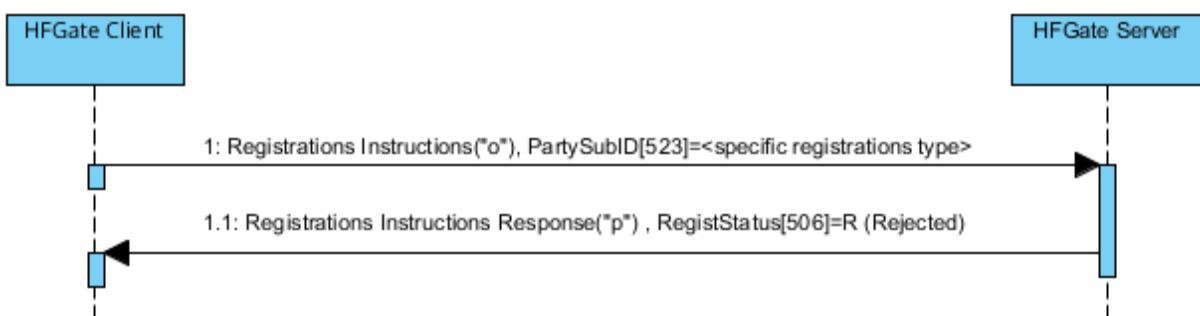 HFGate Client
HFGate Server
1: Registrations Instructions("o"), PartySubID[523]=<specific registrations type>
1.1: Registrations Instructions Response("p") , RegistStatus[506]=R (Rejected)